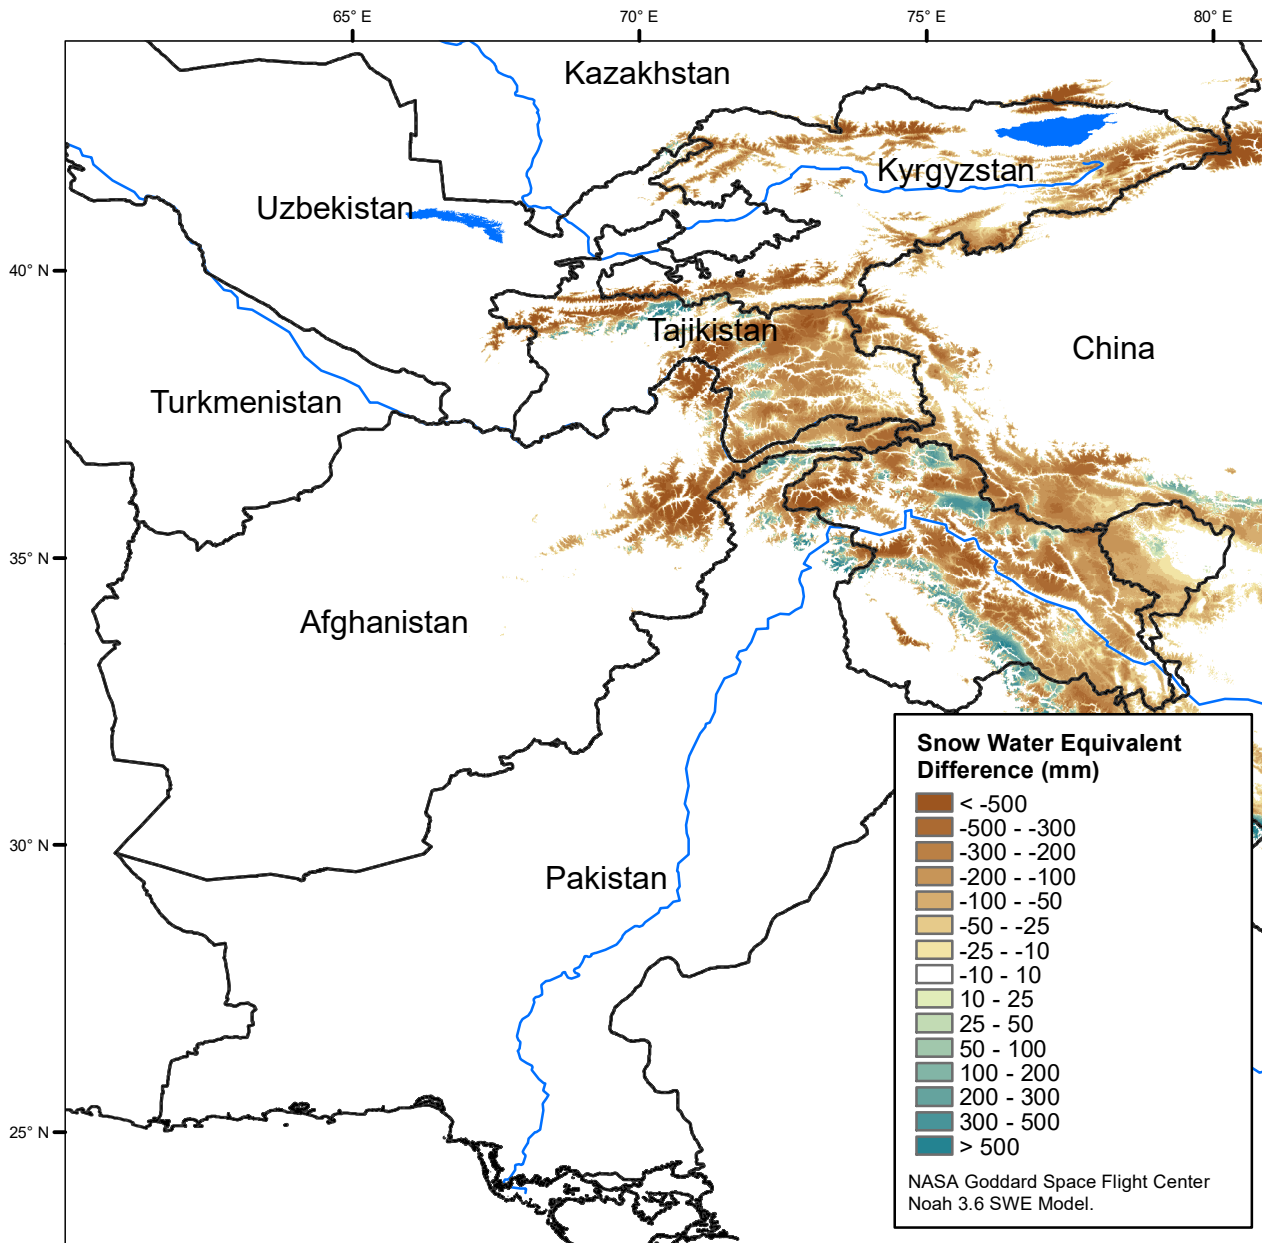 65° E
70° E
75° E
80° E
Kazakhstan
Kyrgyzstan
Uzbekistan
40° N
Tajikistan
China
Turkmenistan
35° N
Afghanistan
Snow Water Equivalent
Difference (mm)
< -500
-500 - -300
30° N
-300 - -200
Pakistan
-200 - -100
-100 - -50
-50 - -25
-25 - -10
-10 - 10
10 - 25
25 - 50
50 - 100
100 - 200
200 - 300
300 - 500
25° N
> 500
NASA Goddard Space Flight Center
Noah 3.6 SWE Model.